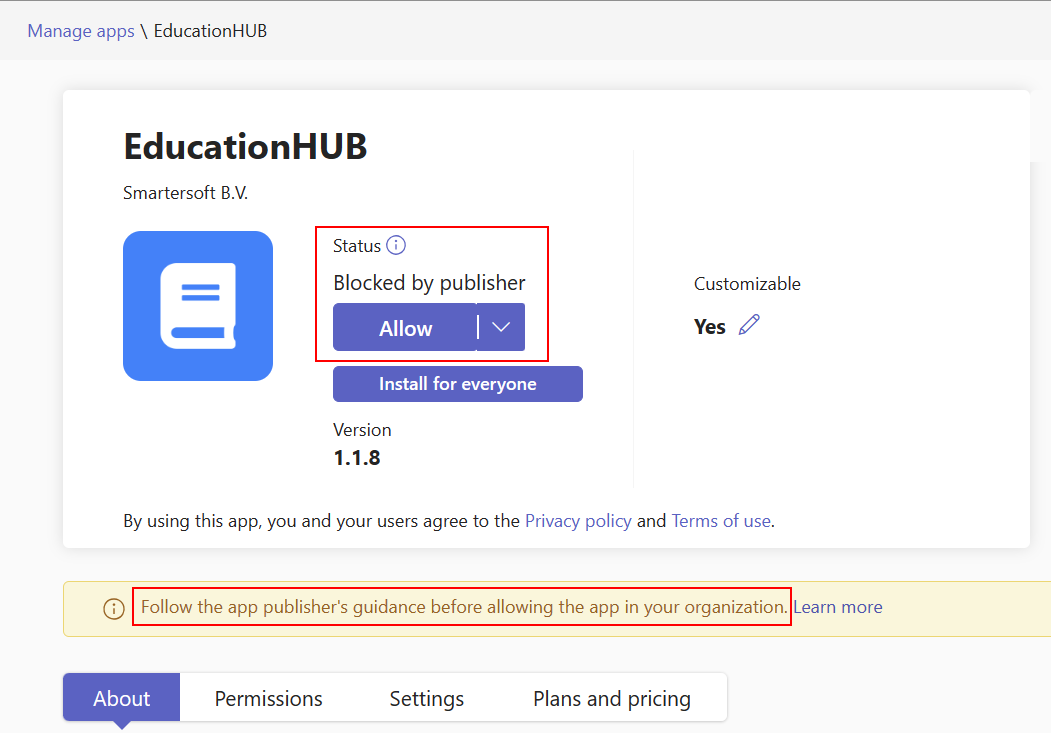 Manage apps \ EducationHUB
EducationHUB
Smartersoft B.V.
Status
Blocked by publisher
Allow
Install for everyone
Version
1.1.8
Customizable
Yes
By using this app, you and your users agree to the Privacy policy and Terms of use.
Follow the app publisher's guidance before allowing the app in your organization. Learn more
About Permissions Settings Plans and pricing